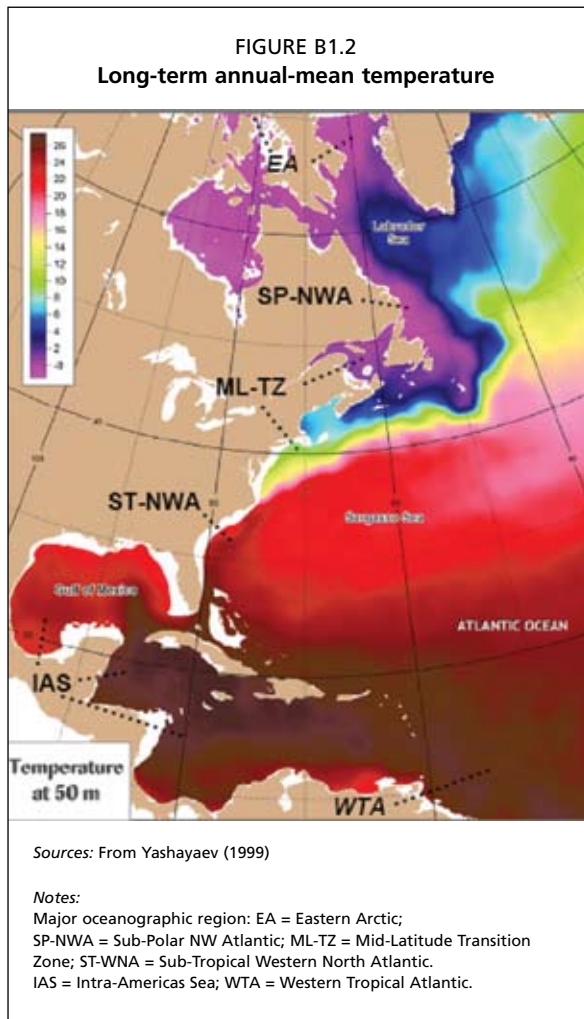 FIGURE B1.2
Long-term annual-mean temperature
26
24
22
20
18
16
14
12
10
8
6
4
2
EA
Labrador
Sea
SP-NWA
ML-TZ
ST-NWA
Sargasso Sea
Gulf of Mexico
ATLANTIC OCEAN
IAS
Temperature
at 50 m
WTA
Sources: From Yashayaev (1999)
Notes:
Major oceanographic region: EA = Eastern Arctic;
SP-NWA = Sub-Polar NW Atlantic; ML-TZ = Mid-Latitude Transition
Zone; ST-WNA = Sub-Tropical Western North Atlantic.
IAS = Intra-Americas Sea; WTA = Western Tropical Atlantic.